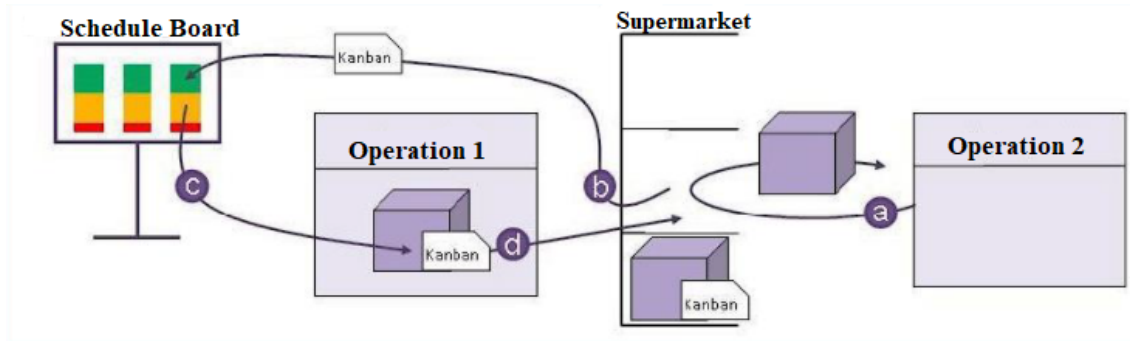 Schedule Board
Supermarket
Kanban
Operation 1
Operation 2
c
b
a
d
Kanban
Kanban